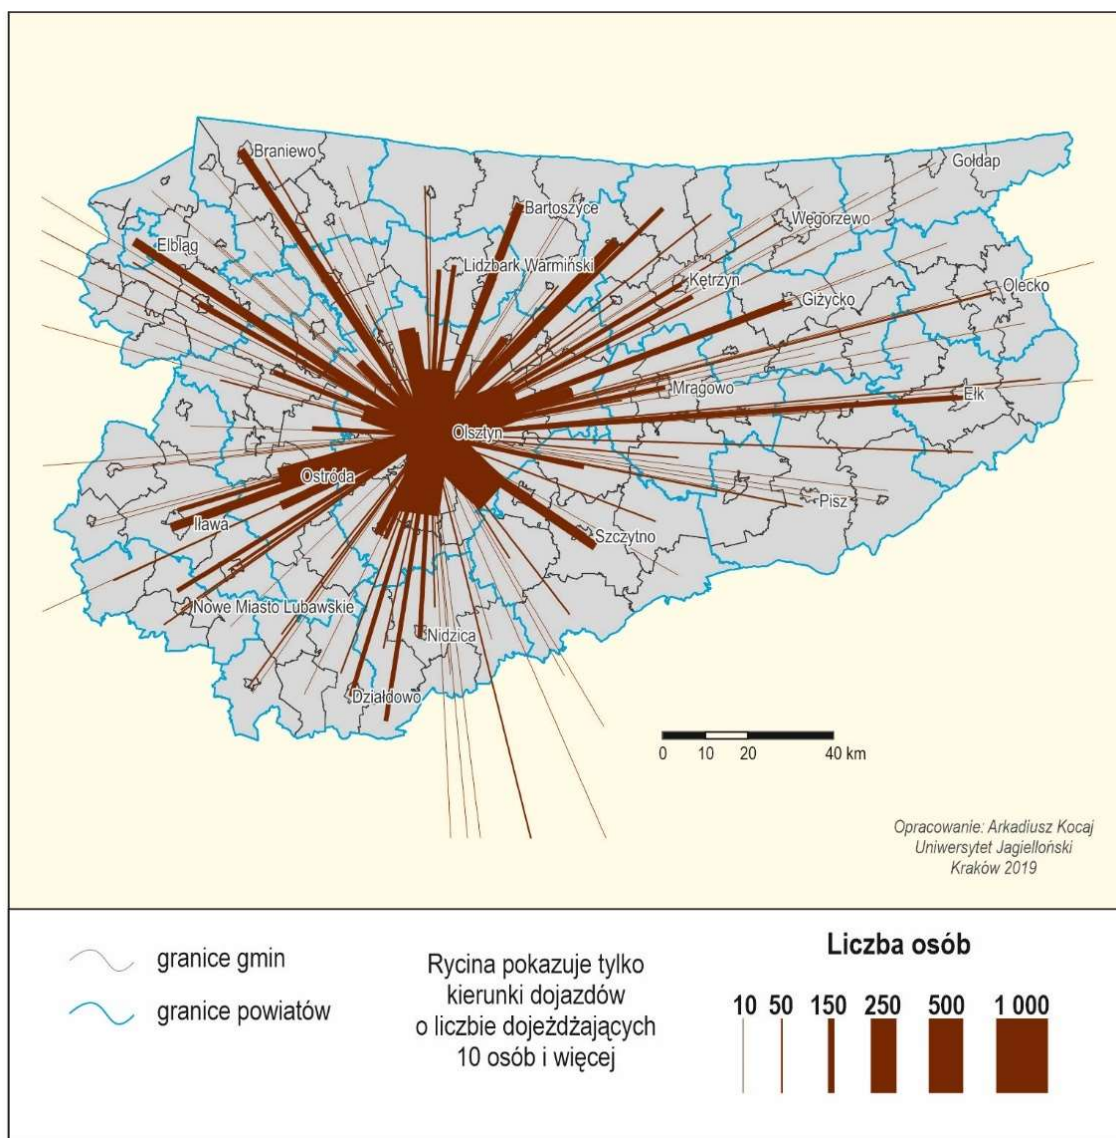 Braniewo
Gołdap
Bartoszyce
Węgorzewo
Elbląg
Lidzbark Warmiński
Kętrzyn
Giżycko
Olecko
Mrągowo
Ełk
Olsztyn
Ostróda
Pisz
Iława
Szczytno
Nowe Miasto Lubawskie
Nidzica
Działdowo
0 10 20 40 km
Opracowanie: Arkadiusz Kocaj
Uniwersytet Jagielloński
Kraków 2019
granice gmin
granice powiatów
Rycina pokazuje tylko
kierunki dojazdów
o liczbie dojeżdżających
10 osób i więcej
Liczba osób
10 50 150 250 500 1 000